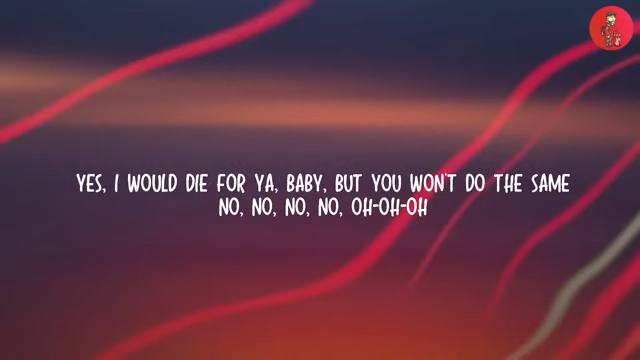 YES, I WOULD DIE FOR YA, BABY, BUT YOU WON'T DO THE SAME
NO, NO, NO, NO, OH-OH-OH